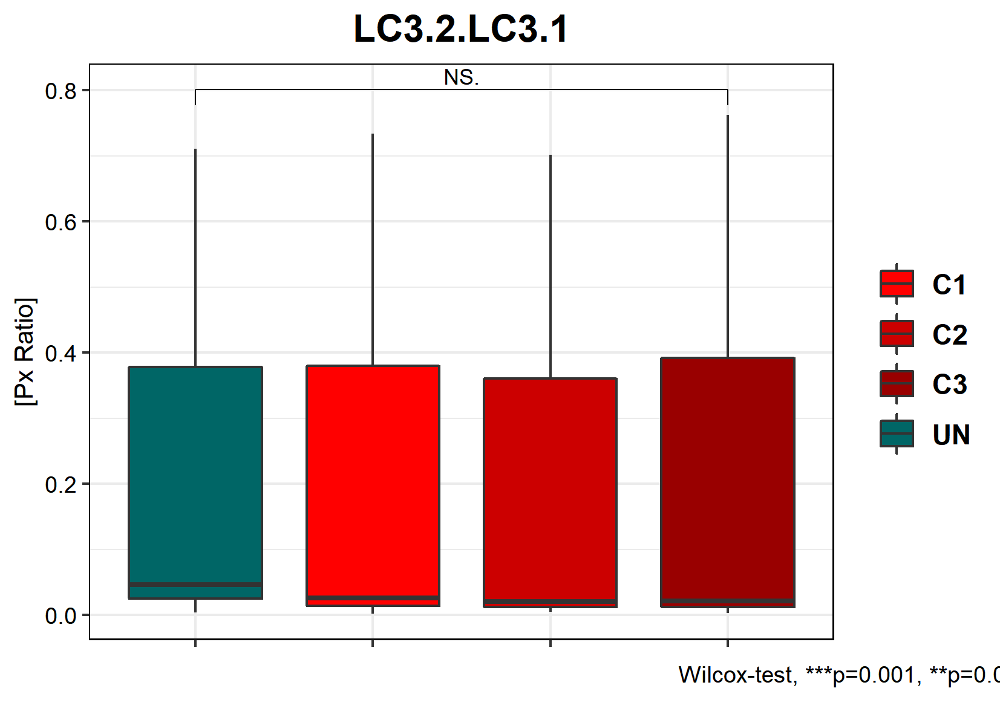 LC3.2.LC3.1
NS.
0.8
0.6
0.4
0.2
0.0
[Px Ratio]
C1
C2
C3
UN
Wilcox-test, ***p=0.001, **p=0.0